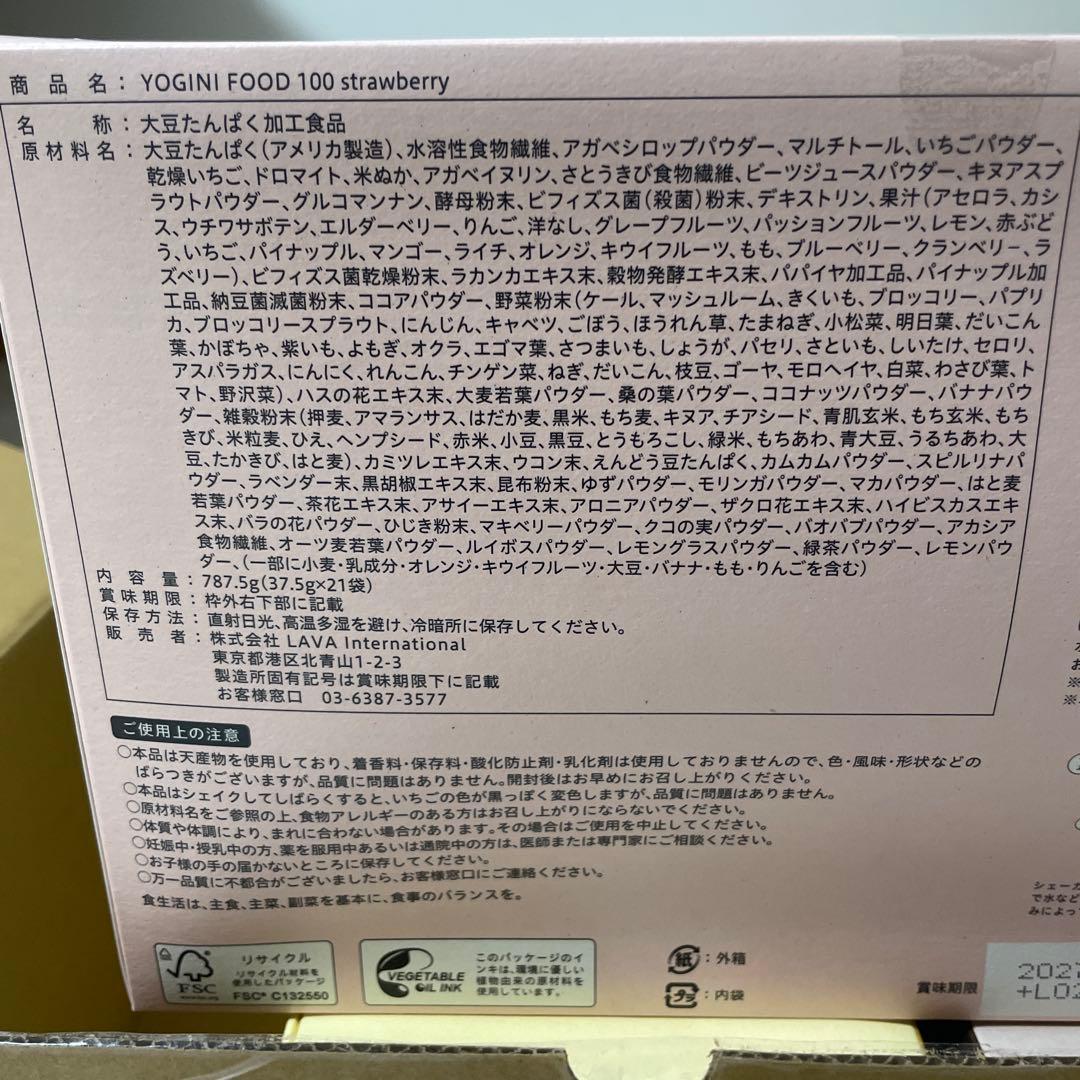 商品名：YOGINI FOOD 100 strawberry
名称：大豆たんぱく加工食品
原材料名：大豆たんぱく（アメリカ製造）、水溶性食物繊維、アガベシロップパウダー、マルチトール、いちごパウダー、
乾燥いちご、ドロマイト、米ぬか、アガベイヌリン、さとうきび食物繊維、ビーツジュースパウダー、キヌアスプ
ラウトパウダー、グルコマンナン、酵母粉末、ビフィズス菌（殺菌）粉末、デキストリン、果汁（アセロラ、カシ
ス、ウチワサボテン、エルダーベリー、りんご、洋なし、グレープフルーツ、パッションフルーツ、レモン、赤ぶど
う、いちご、パイナップル、マンゴー、ライチ、オレンジ、キウイフルーツ、もも、ブルーベリー、クランベリー、ラ
ズベリー）、ビフィズス菌乾燥粉末、ラカンカエキス末、穀物発酵エキス末、パパイヤ加工品、パイナップル加
工品、納豆菌滅菌粉末、ココアパウダー、野菜粉末（ケール、マッシュルーム、きくいも、ブロッコリー、パプリ
カ、ブロッコリースプラウト、にんじん、キャベツ、ごぼう、ほうれん草、たまねぎ、小松菜、明日葉、だいこん
葉、かぼちゃ、紫いも、よもぎ、オクラ、エゴマ葉、さつまいも、しょうが、パセリ、さといも、しいたけ、セロリ、
アスパラガス、にんにく、れんこん、チンゲン菜、ねぎ、だいこん、枝豆、ゴーヤ、モロヘイヤ、白菜、わさび葉、ト
マト、野沢菜）、ハスの花エキス末、大麦若葉パウダー、桑の葉パウダー、ココナッツパウダー、バナナパウ
ダー、雑穀粉末（押麦、アマランサス、はだか麦、黒米、もち麦、キヌア、チアシード、青肌玄米、もち玄米、もち
きび、米粒麦、ひえ、ヘンプシード、赤米、小豆、黒豆、とうもろこし、緑米、もちあわ、青大豆、うるちあわ、大
豆、たかきび、はと麦）、カミツレエキス末、ウコン末、えんどう豆たんぱく、カムカムパウダー、スピルリナパ
ウダー、ラベンダー末、黒胡椒エキス末、昆布粉末、ゆずパウダー、モリンガパウダー、マカパウダー、はと麦
若葉パウダー、茶花エキス末、アサイーエキス末、アロニアパウダー、ザクロ花エキス末、ハイビスカスエキ
ス末、バラの花パウダー、ひじき粉末、マキベリーパウダー、クコの実パウダー、バオバブパウダー、アカシア
食物繊維、オーツ麦若葉パウダー、ルイボスパウダー、レモングラスパウダー、緑茶パウダー、レモンパウ
ダー、（一部に小麦・乳成分・オレンジ・キウイフルーツ・大豆・バナナ・もも・りんごを含む）
内容量：787.5g(37.5g×21袋)
賞味期限：枠外右下部に記載
保存方法：直射日光、高温多湿を避け、冷暗所に保存してください。
販売者：株式会社 LAVA International
東京都港区北青山1-2-3
製造所固有記号は賞味期限下に記載
お客様窓口 03-6387-3577
ご使用上の注意
○本品は天産物を使用しており、着香料・保存料・酸化防止剤・乳化剤は使用しておりませんので、色・風味・形状などの
ばらつきがございますが、品質に問題はありません。開封後はお早めにお召し上がりください。
○本品はシェイクしてしばらくすると、いちごの色が黒っぽく変色しますが、品質に問題はありません。
○原材料名をご参照の上、食物アレルギーのある方はお召し上がりにならないでください。
○体質や体調により、まれに合わない場合があります。その場合はご使用を中止してください。
○妊娠中・授乳中の方、薬を服用中あるいは通院中の方は、医師または専門家にご相談ください。
○お子様の手の届かないところに保存してください。
○万一品質に不都合がございましたら、お客様窓口にご連絡ください。
食生活は、主食、主菜、副菜を基本に、食事のバランスを。
FSC
リサイクル
リサイクル材料を
使用したパッケージ
FSC® C132550
VEGETABLE
OIL INK
このパッケージのイ
ンキは、環境に優しい
植物由来の原材料を
使用しています。
紙：外箱
プラ：内袋
シェーカ
で水など
みによって
賞味期限
2027
+L02